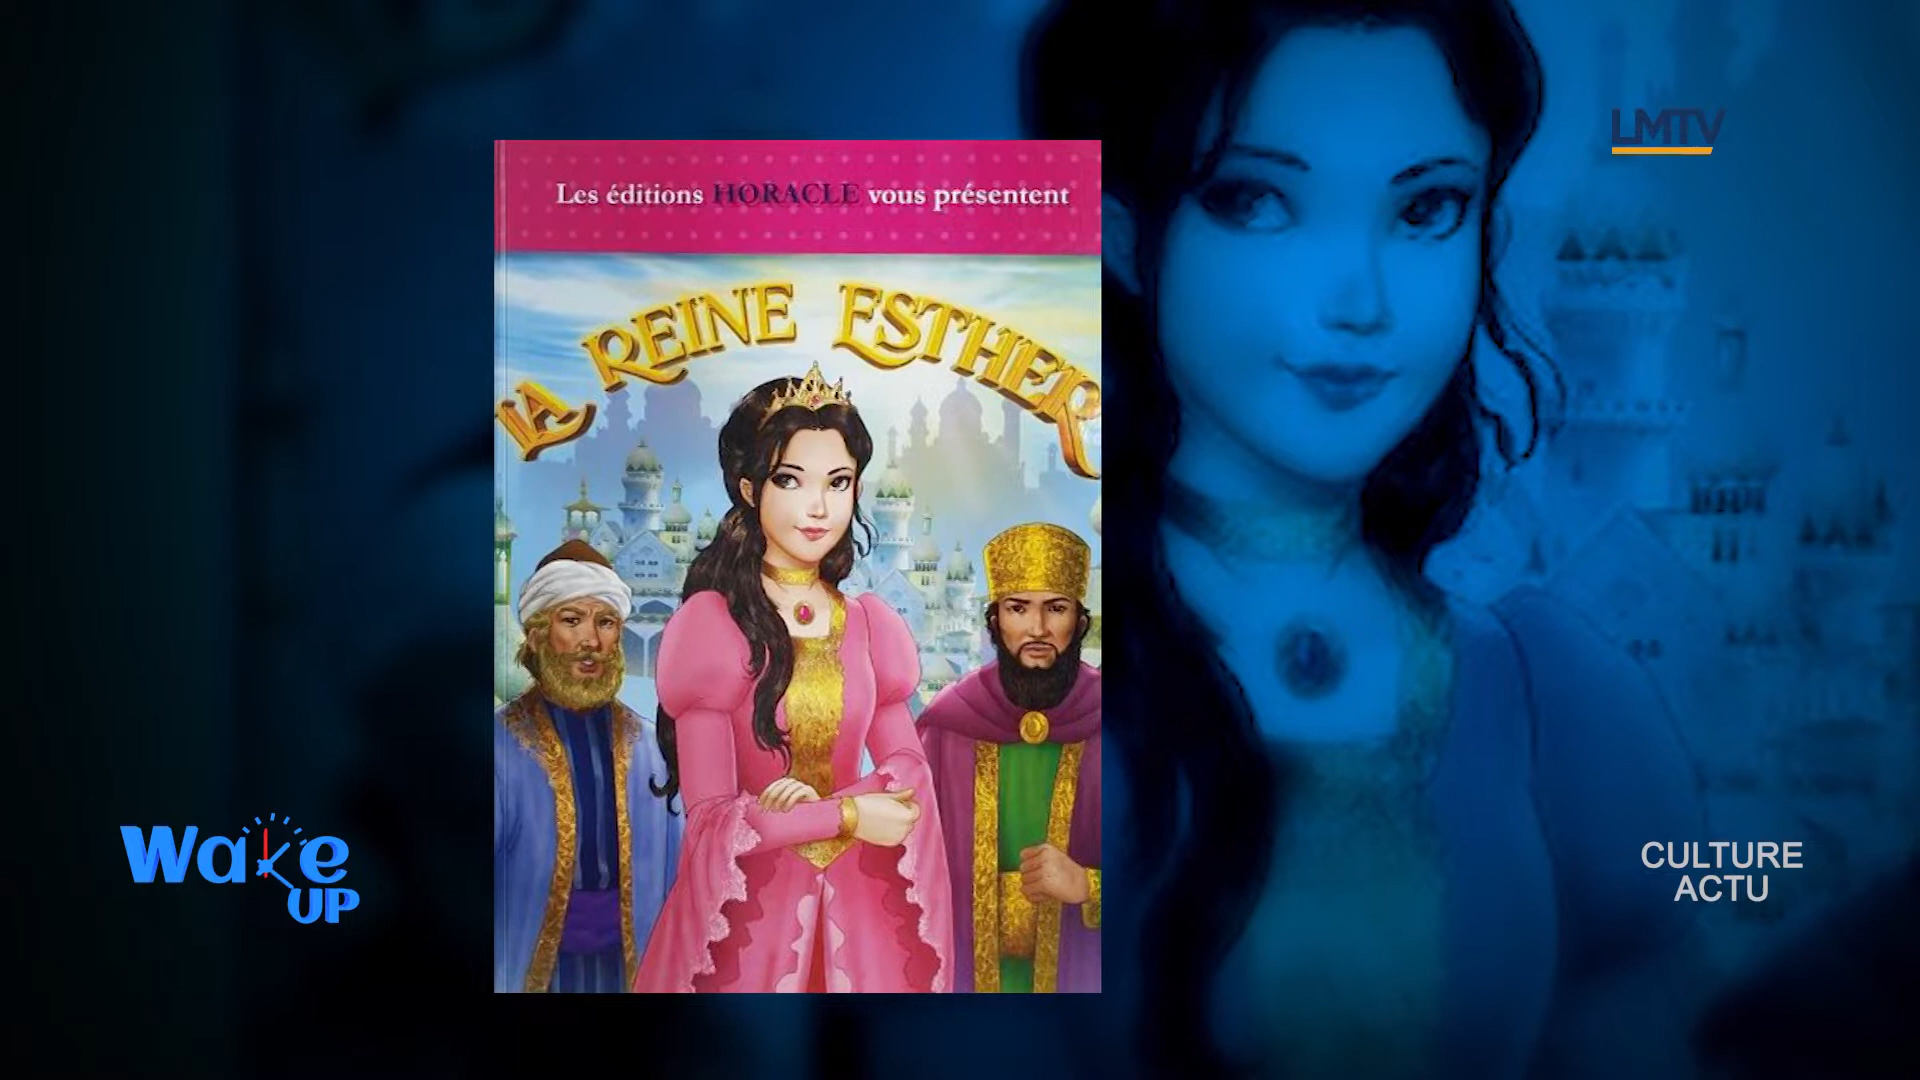 LMTV
Les éditions HORACLE vous présentent
LA REINE ESTHER
Wake
UP
CULTURE
ACTU